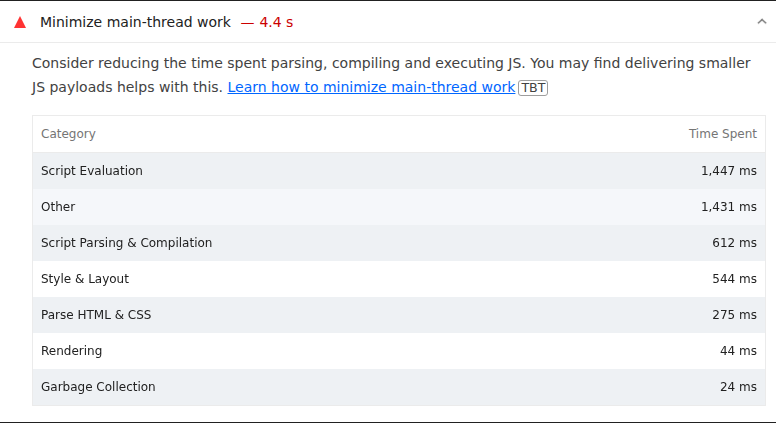 Minimize main-thread work — 4.4 s
Consider reducing the time spent parsing, compiling and executing JS. You may find delivering smaller
JS payloads helps with this. Learn how to minimize main-thread work TBT
Category Time Spent
Script Evaluation 1,447 ms
Other 1,431 ms
Script Parsing & Compilation 612 ms
Style & Layout 544 ms
Parse HTML & CSS 275 ms
Rendering 44 ms
Garbage Collection 24 ms